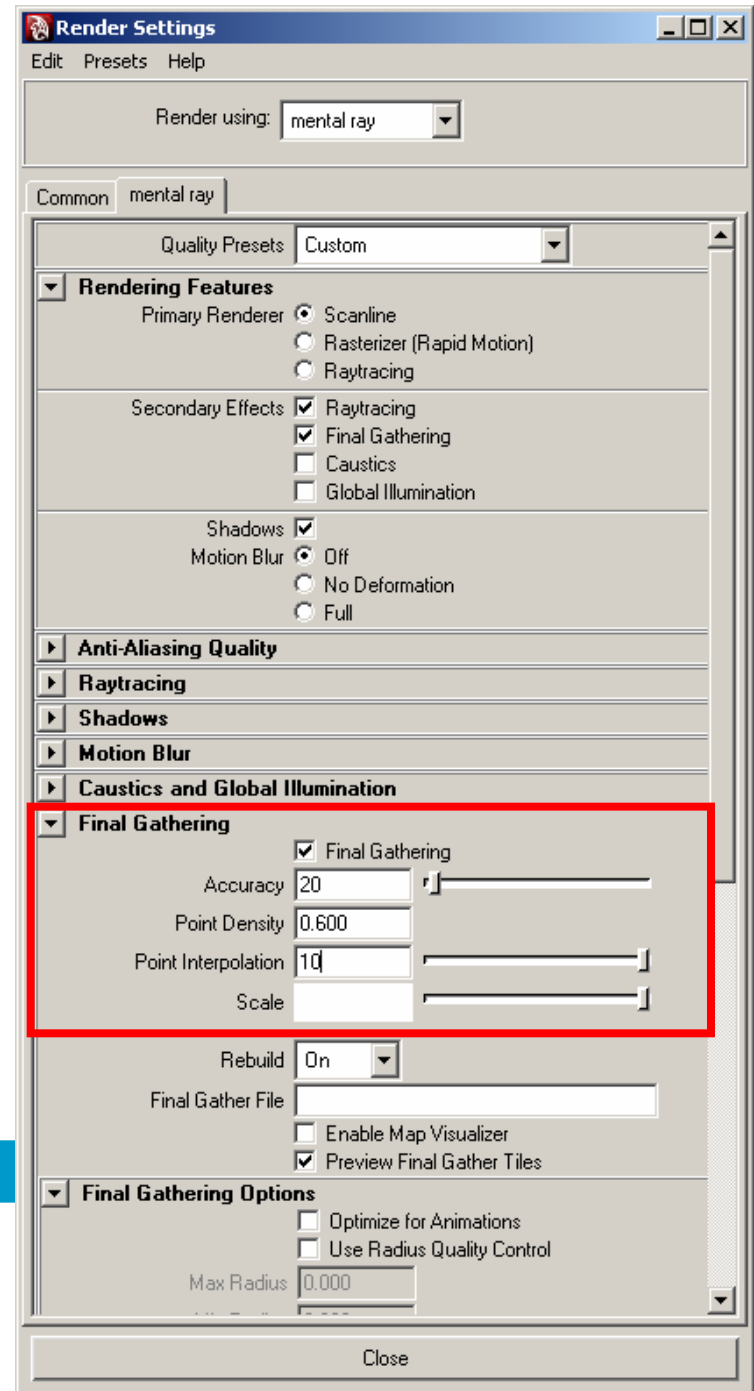 Render Settings
Edit Presets Help
Render using: mental ray
Common mental ray
Quality Presets Custom
Rendering Features
Primary Renderer Scanline
Rasterizer (Rapid Motion)
Raytracing
Secondary Effects Raytracing
Final Gathering
Caustics
Global Illumination
Shadows
Motion Blur Off
No Deformation
Full
Anti-Aliasing Quality
Raytracing
Shadows
Motion Blur
Caustics and Global Illumination
Final Gathering
Final Gathering
Accuracy 20
Point Density 0.600
Point Interpolation 10
Scale
Rebuild On
Final Gather File
Enable Map Visualizer
Preview Final Gather Tiles
Final Gathering Options
Optimize for Animations
Use Radius Quality Control
Max Radius 0.000
Close